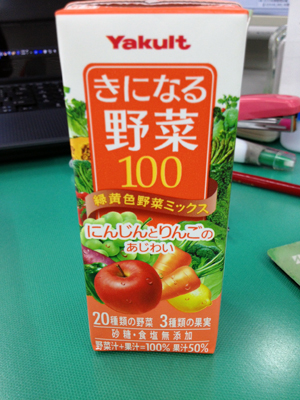 Yakult
きになる
野菜
100
緑黄色野菜ミックス
にんじんとりんごの
あじわい
20種類の野菜 3種類の果実
砂糖・食塩無添加
野菜汁+果汁=100% 果汁50%